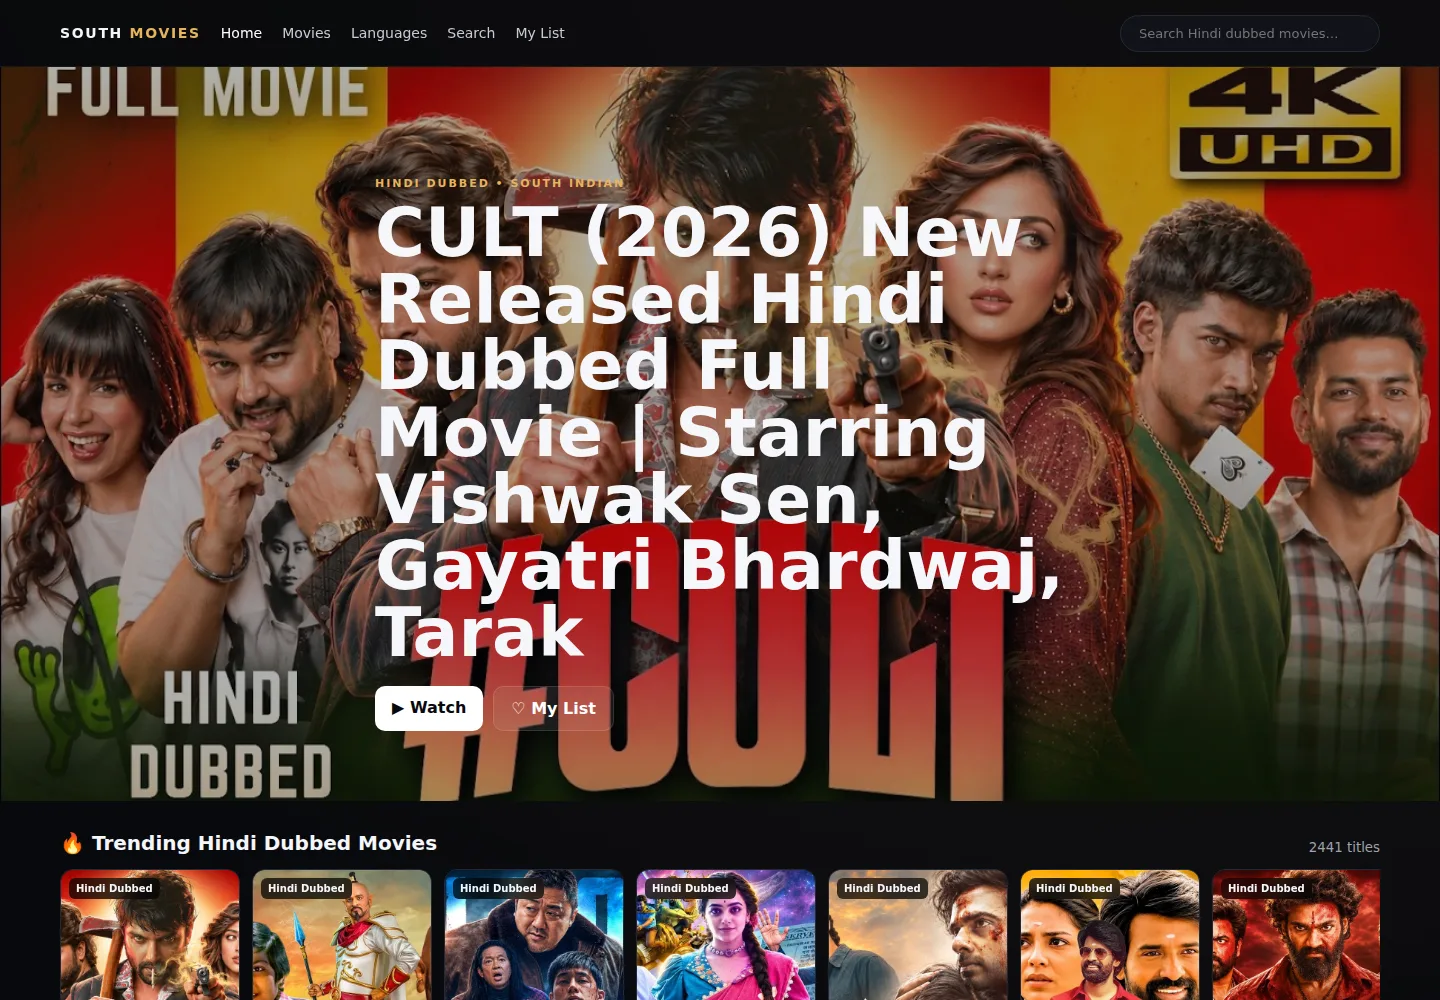 SOUTH MOVIES Home Movies Languages Search My List Search Hindi dubbed movies...
FULL MOVIE
4K
UHD
HINDI DUBBED • SOUTH INDIAN
CULT (2026) New
Released Hindi
Dubbed Full
Movie | Starring
Vishwak Sen,
Gayatri Bhardwaj,
Tarak
#CULT
▶ Watch ♡ My List
HINDI
DUBBED
🔥 Trending Hindi Dubbed Movies 2441 titles
Hindi Dubbed Hindi Dubbed Hindi Dubbed Hindi Dubbed Hindi Dubbed Hindi Dubbed Hindi Dubbed